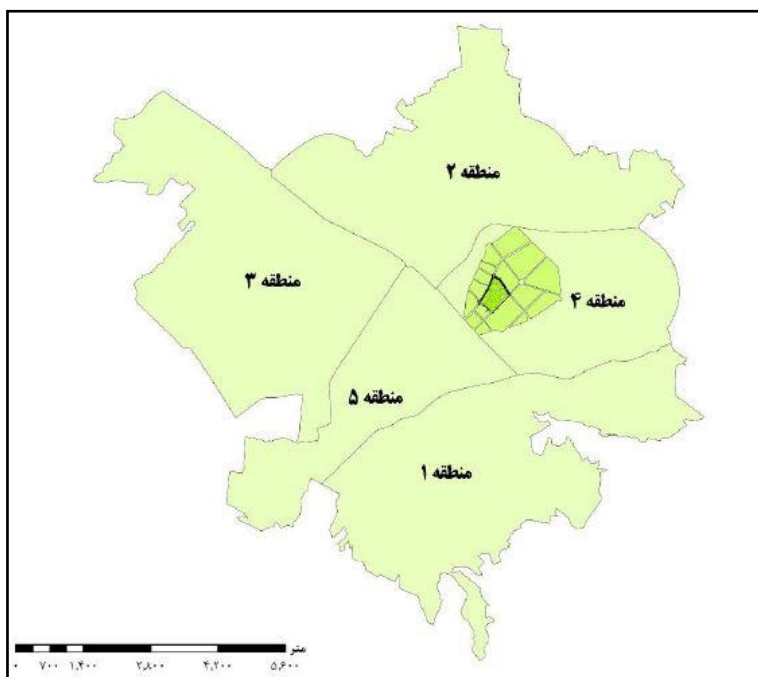 منطقه ۲
منطقه ۳
منطقه ۴
منطقه ۵
منطقه ۱
متر
۰ ۷۰۰ ۱,۴۰۰ ۲,۸۰۰ ۴,۲۰۰ ۵,۶۰۰